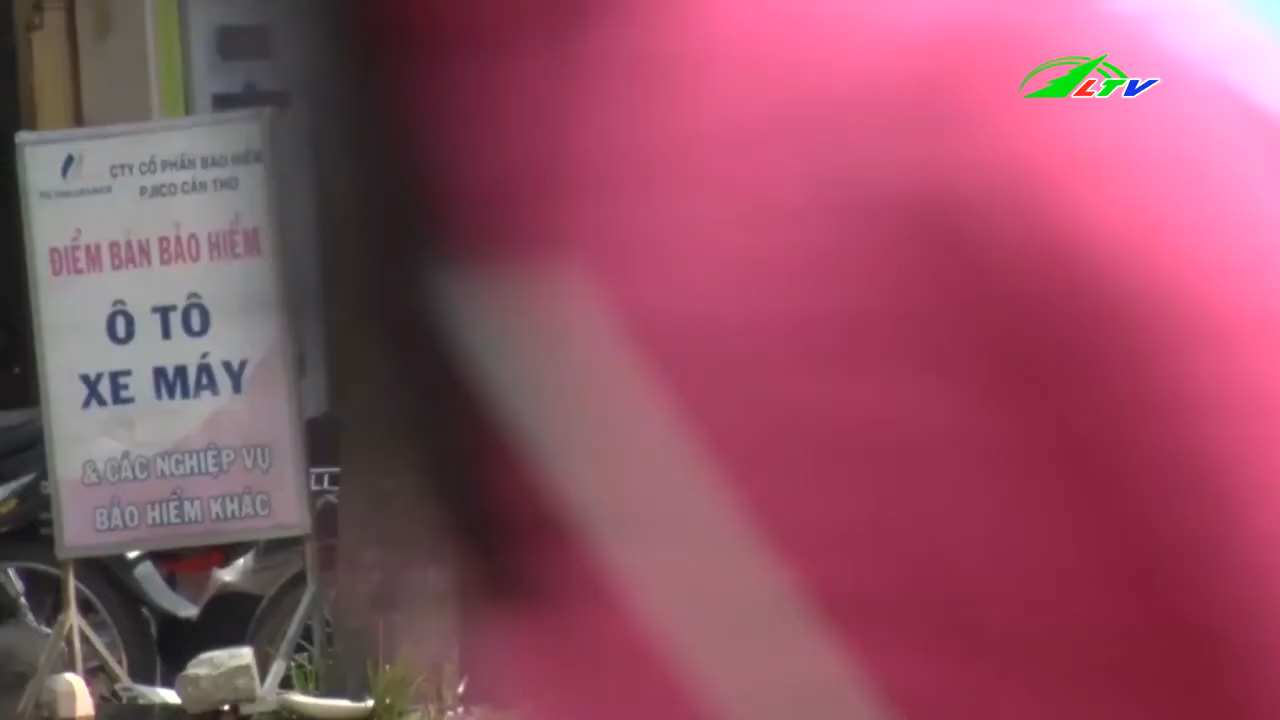 CTY CỔ PHẦN BẢO HIỂM
PJICO CẦN THƠ
ĐIỂM BÁN BẢO HIỂM
Ô TÔ
XE MÁY
& CÁC NGHIỆP VỤ
BẢO HIỂM KHÁC
LTV